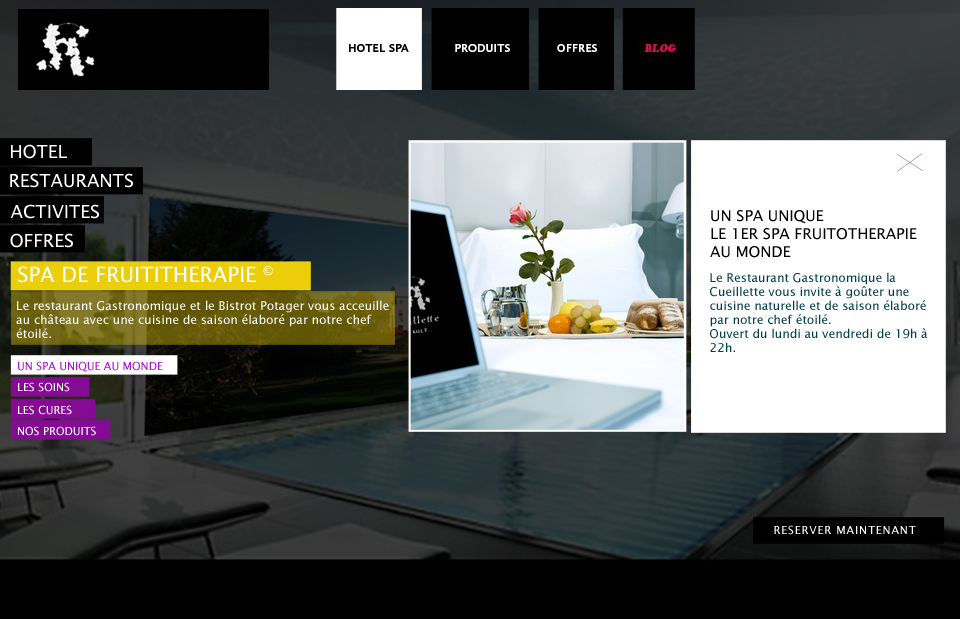 HOTEL SPA
PRODUITS
OFFRES
BLOG
HOTEL
RESTAURANTS
ACTIVITES
OFFRES
SPA DE FRUITITHERAPIE ©
Le restaurant Gastronomique et le Bistrot Potager vous acceuille
au château avec une cuisine de saison élaboré par notre chef
étoilé.
UN SPA UNIQUE AU MONDE
LES SOINS
LES CURES
NOS PRODUITS
UN SPA UNIQUE
LE 1ER SPA FRUITOTHERAPIE
AU MONDE
Le Restaurant Gastronomique la
Cueillette vous invite à goûter une
cuisine naturelle et de saison élaboré
par notre chef étoilé.
Ouvert du lundi au vendredi de 19h à
22h.
RESERVER MAINTENANT